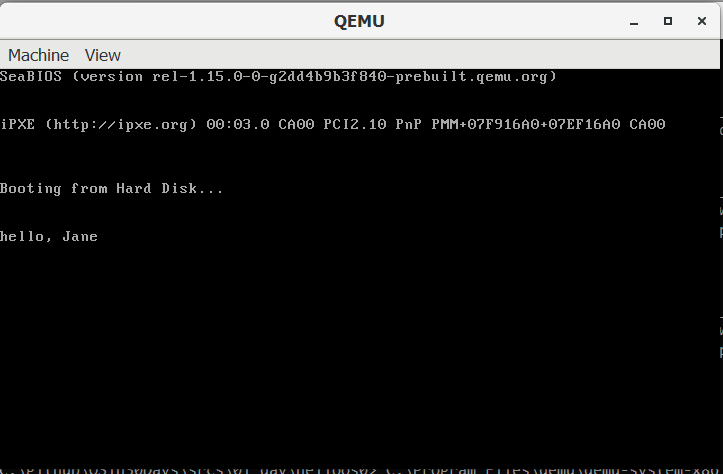 QEMU
Machine View
SeaBIOS (version rel-1.15.0-0-g2dd4b9b3f840-prebuilt.qemu.org)
iPXE (http://ipxe.org) 00:03.0 CA00 PCI2.10 PnP PMM+07F916A0+07EF16A0 CA00
Booting from Hard Disk...
hello, Jane